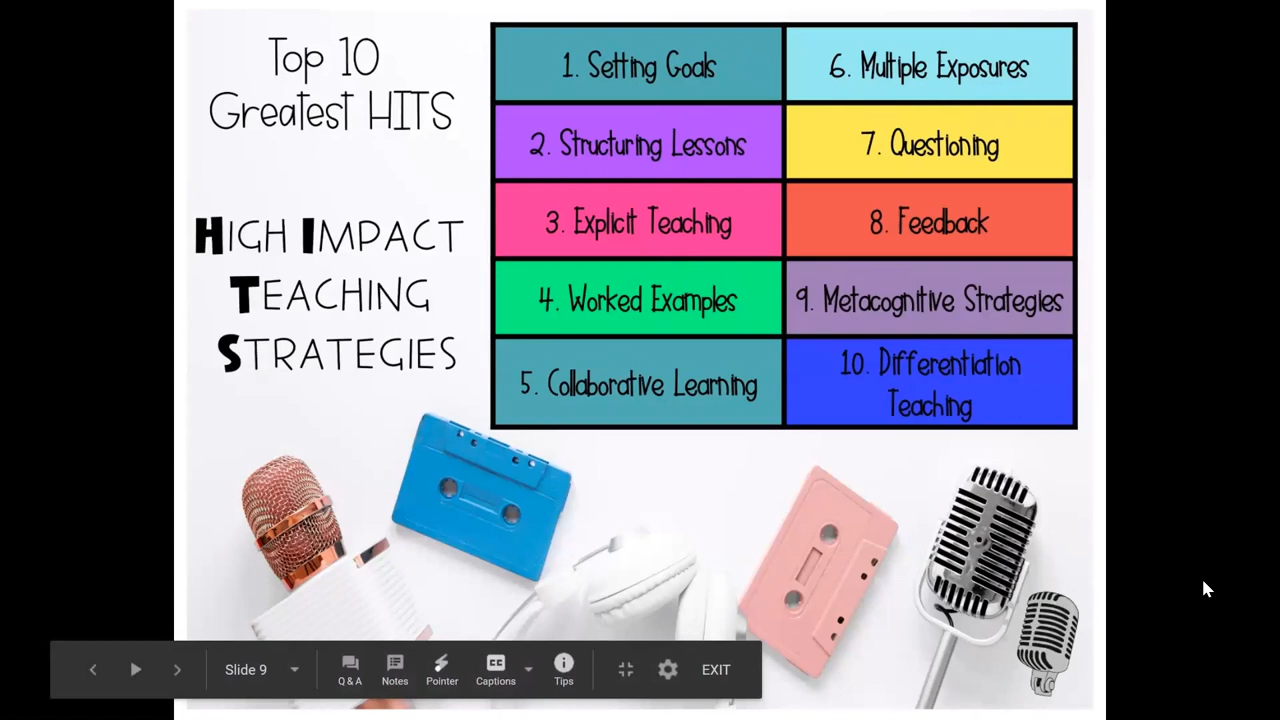 Top 10
Greatest HITS
HIGH IMPACT
TEACHING
STRATEGIES
1. Setting Goals
2. Structuring Lessons
3. Explicit Teaching
4. Worked Examples
5. Collaborative Learning
6. Multiple Exposures
7. Questioning
8. Feedback
9. Metacognitive Strategies
10. Differentiation
Teaching
Slide 9
Q & A
Notes
Pointer
CC
Captions
Tips
EXIT